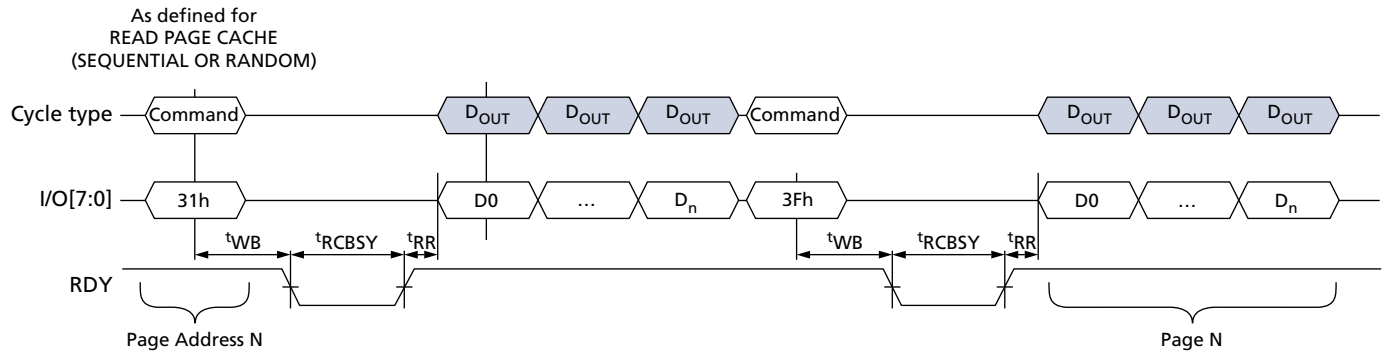 As defined for
READ PAGE CACHE
(SEQUENTIAL OR RANDOM)
Cycle type Command DOUT DOUT DOUT Command DOUT DOUT DOUT
I/O[7:0] 31h D0 … Dn 3Fh D0 … Dn
tWB tRCBSY tRR tWB tRCBSY tRR
RDY
Page Address N Page N